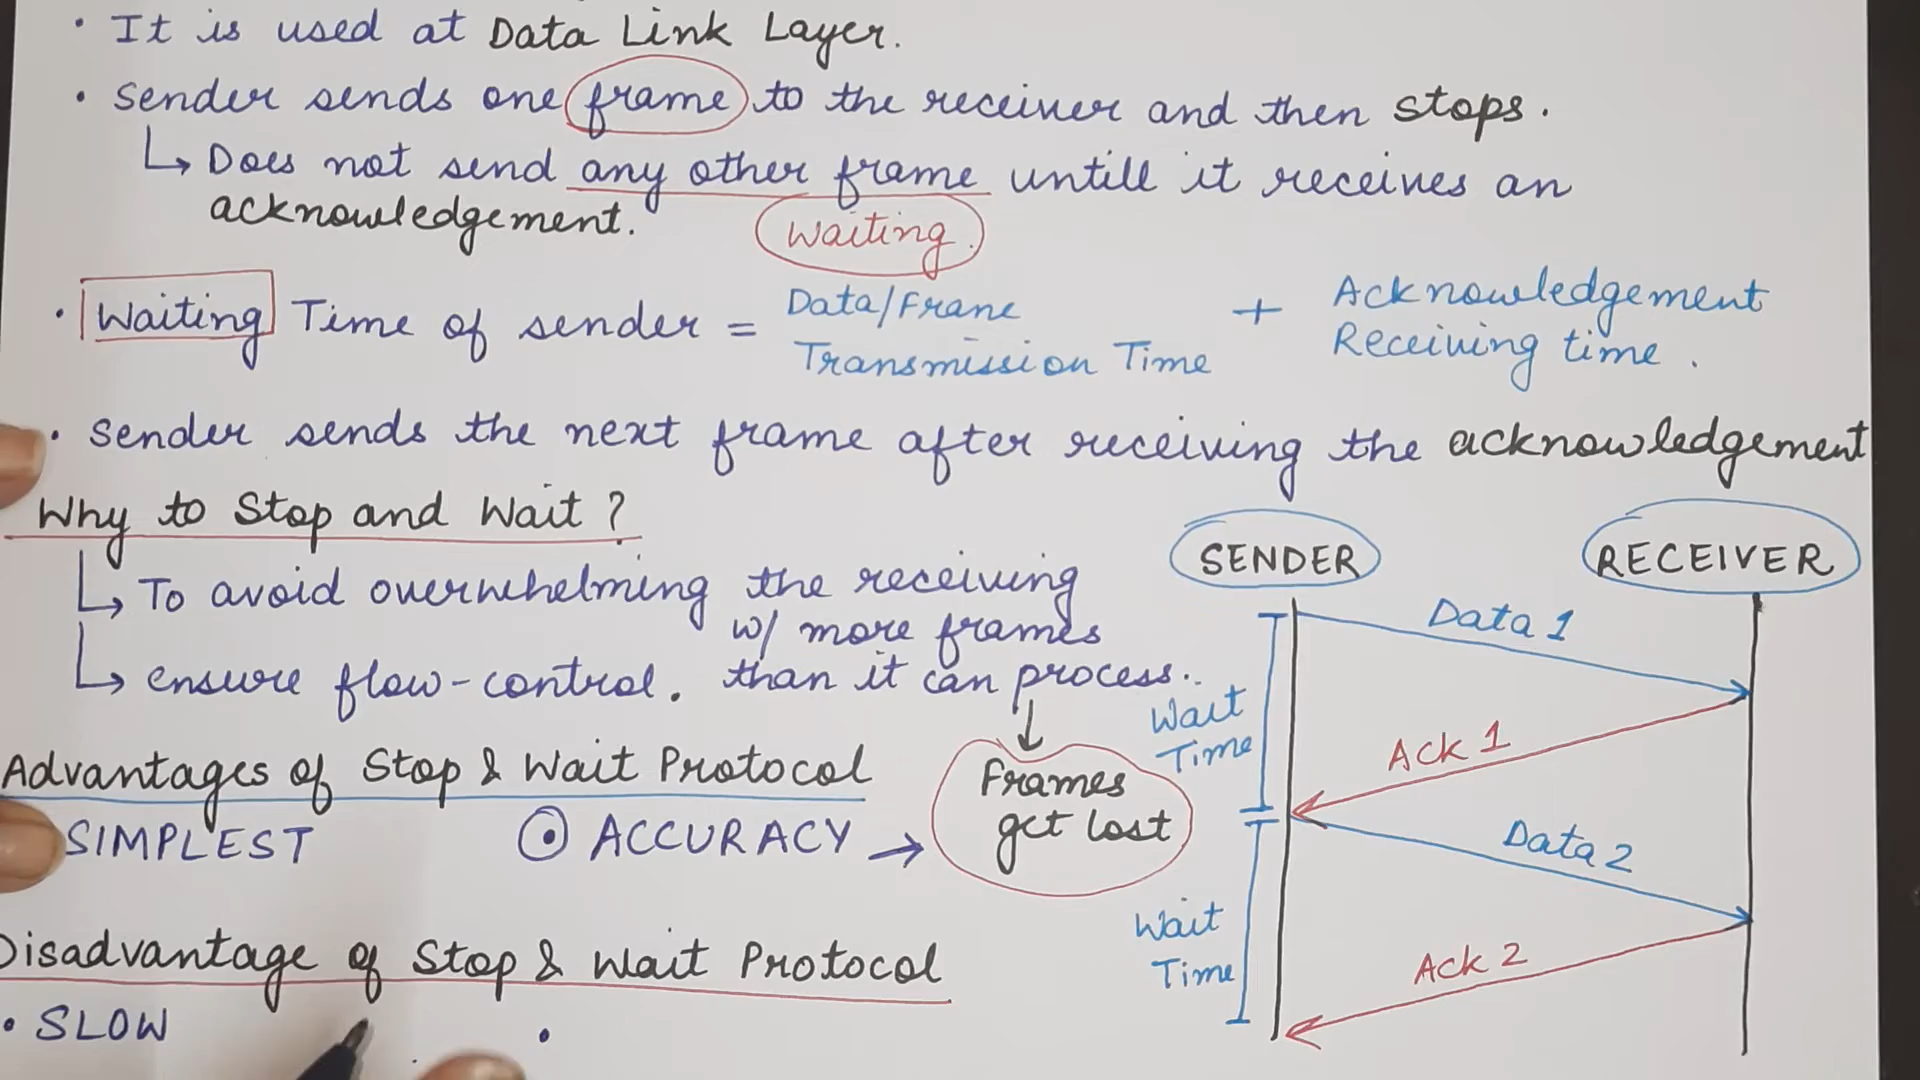 • It is used at Data Link Layer.
• Sender sends one frame to the receiver and then stops.
↳ Does not send any other frame untill it receives an
acknowledgement.
Waiting.
• Waiting Time of sender = Data/Frame Transmission Time + Acknowledgement Receiving time.
• Sender sends the next frame after receiving the acknowledgement
Why to Stop and Wait?
↳ To avoid overwhelming the receiving
w/ more frames
than it can process..
↳ ensure flow-control.
Frames
get lost
Advantages of Stop & Wait Protocol
SIMPLEST
ACCURACY →
Disadvantage of Stop & Wait Protocol
• SLOW
•
SENDER
RECEIVER
Data 1
Wait
Time
Ack 1
Data 2
Wait
Time
Ack 2